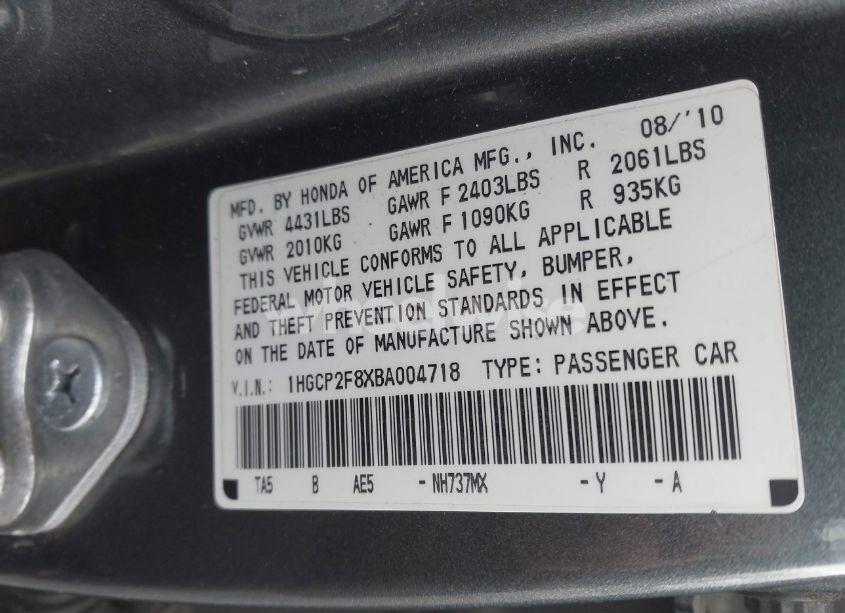 MFD. BY HONDA OF AMERICA MFG., INC. 08/'10
GVWR 4431LBS GAWR F 2403LBS R 2061LBS
GVWR 2010KG GAWR F 1090KG R 935KG
THIS VEHICLE CONFORMS TO ALL APPLICABLE
FEDERAL MOTOR VEHICLE SAFETY, BUMPER,
AND THEFT PREVENTION STANDARDS IN EFFECT
ON THE DATE OF MANUFACTURE SHOWN ABOVE.
V.I.N.: 1HGCP2F8XBA004718 TYPE: PASSENGER CAR
TA5 B AE5 -NH737MX -Y -A